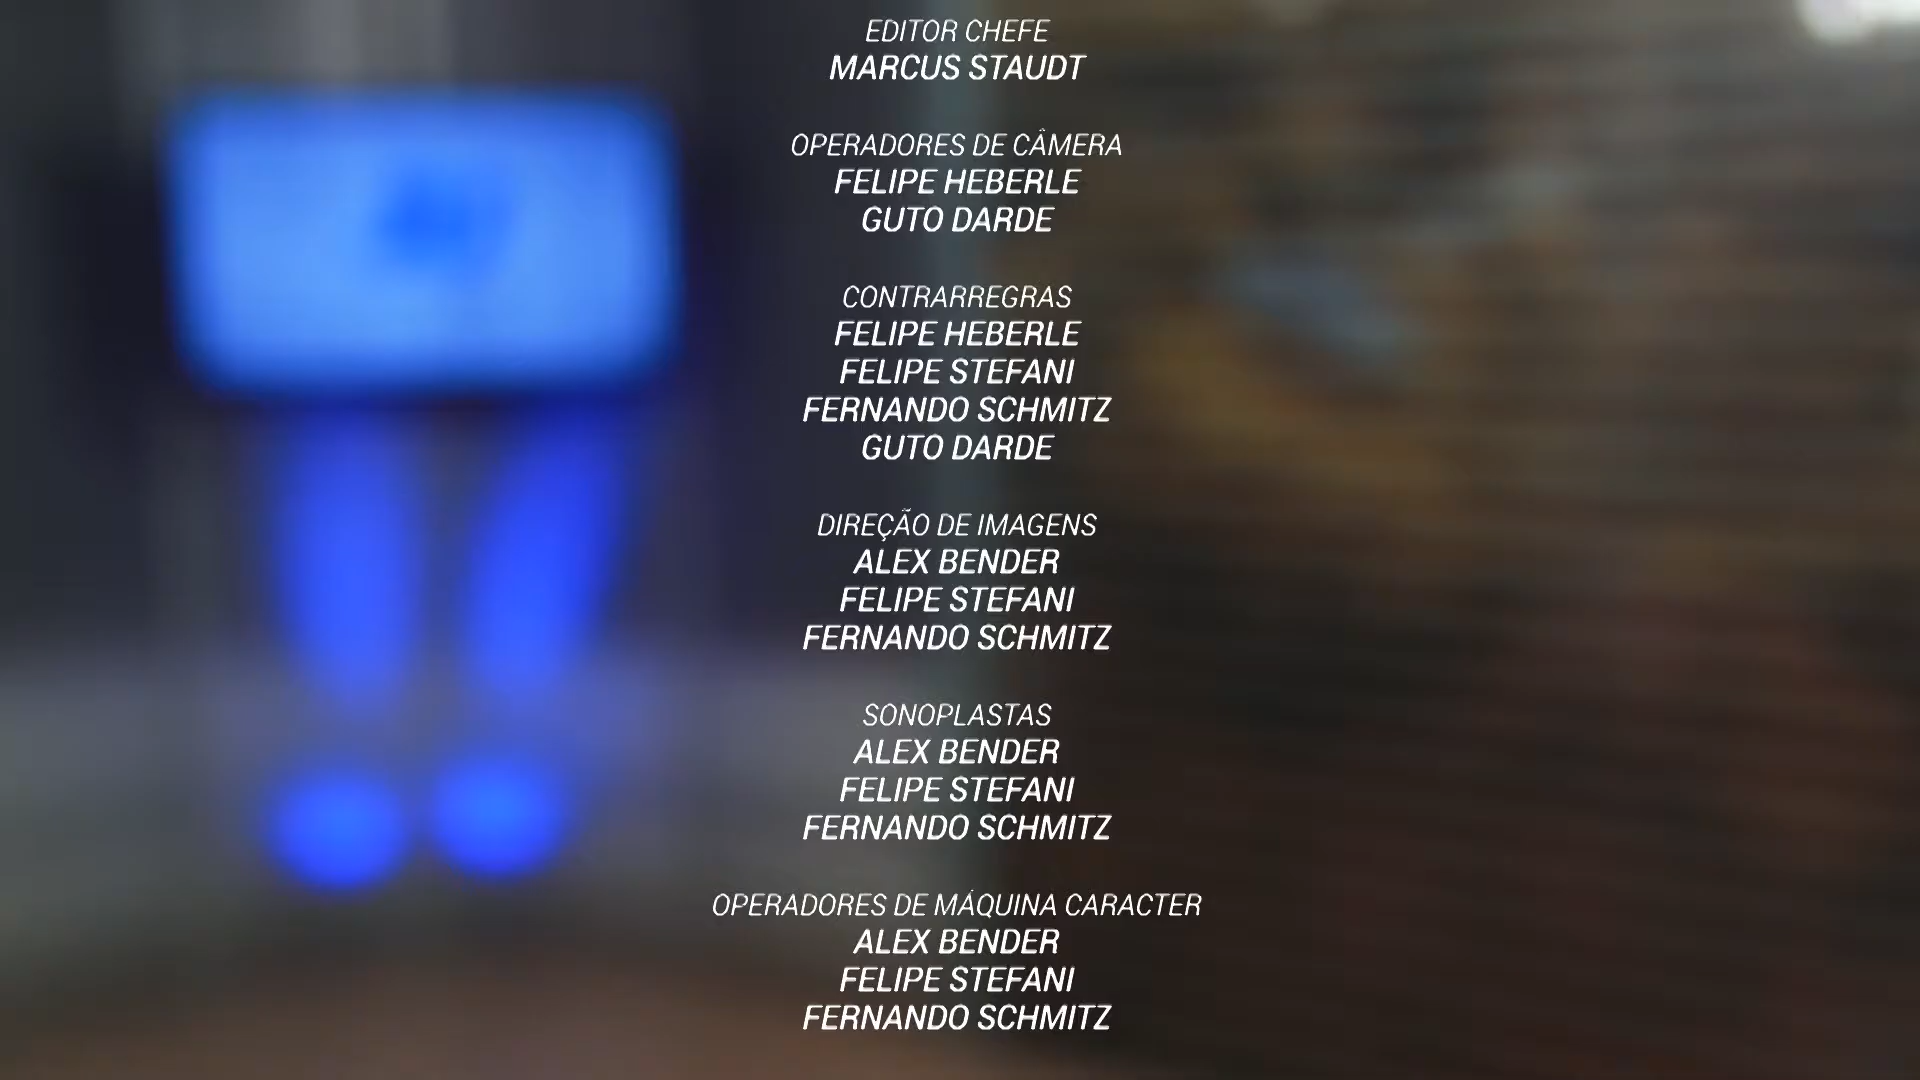 EDITOR CHEFE
MARCUS STAUDT
OPERADORES DE CÂMERA
FELIPE HEBERLE
GUTO DARDE
CONTRARREGRAS
FELIPE HEBERLE
FELIPE STEFANI
FERNANDO SCHMITZ
GUTO DARDE
DIREÇÃO DE IMAGENS
ALEX BENDER
FELIPE STEFANI
FERNANDO SCHMITZ
SONOPLASTAS
ALEX BENDER
FELIPE STEFANI
FERNANDO SCHMITZ
OPERADORES DE MÁQUINA CARACTER
ALEX BENDER
FELIPE STEFANI
FERNANDO SCHMITZ